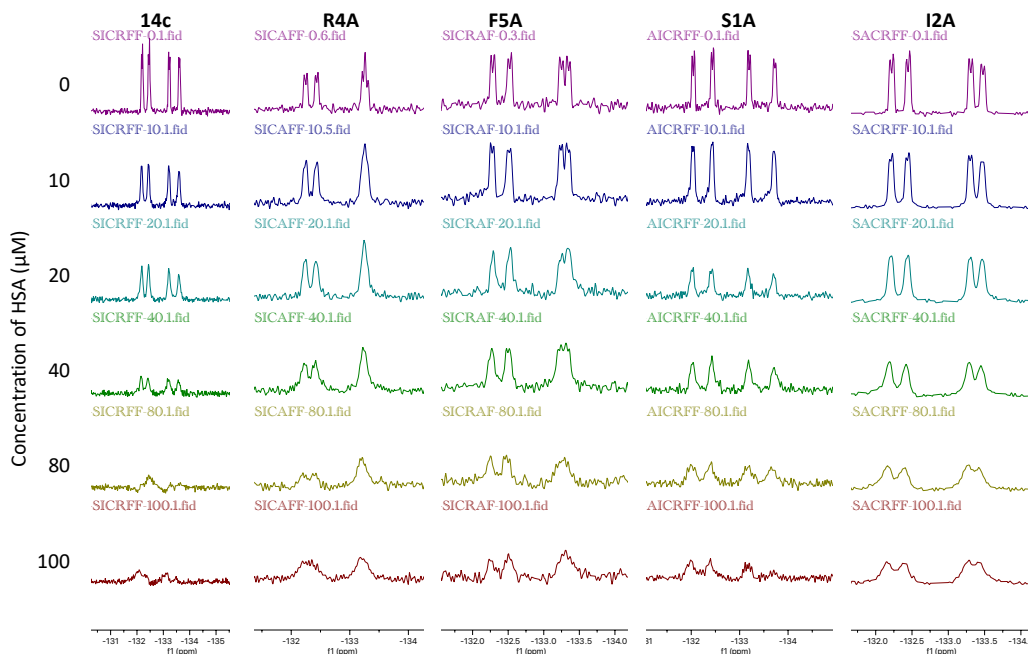 14c R4A F5A S1A I2A
SICRFF-0.1.fid SICAFF-0.6.fid SICRAF-0.3.fid AICRFF-0.1.fid SACRFF-0.1.fid
0
SICRFF-10.1.fid SICAFF-10.5.fid SICRAF-10.1.fid AICRFF-10.1.fid SACRFF-10.1.fid
10
SICRFF-20.1.fid SICAFF-20.1.fid SICRAF-20.1.fid AICRFF-20.1.fid SACRFF-20.1.fid
20
SICRFF-40.1.fid SICAFF-40.1.fid SICRAF-40.1.fid AICRFF-40.1.fid SACRFF-40.1.fid
40
SICRFF-80.1.fid SICAFF-80.1.fid SICRAF-80.1.fid AICRFF-80.1.fid SACRFF-80.1.fid
80
SICRFF-100.1.fid SICAFF-100.1.fid SICRAF-100.1.fid AICRFF-100.1.fid SACRFF-100.1.fid
100
Concentration of HSA (µM)
-131 -132 -133 -134 -135 -132 -133 -134 -132.0 -132.5 -133.0 -133.5 -134.0 31 -132 -133 -134 -132.0 -132.5 -133.0 -133.5 -134.
f1 (ppm) f1 (ppm) f1 (ppm) f1 (ppm) f1 (ppm)